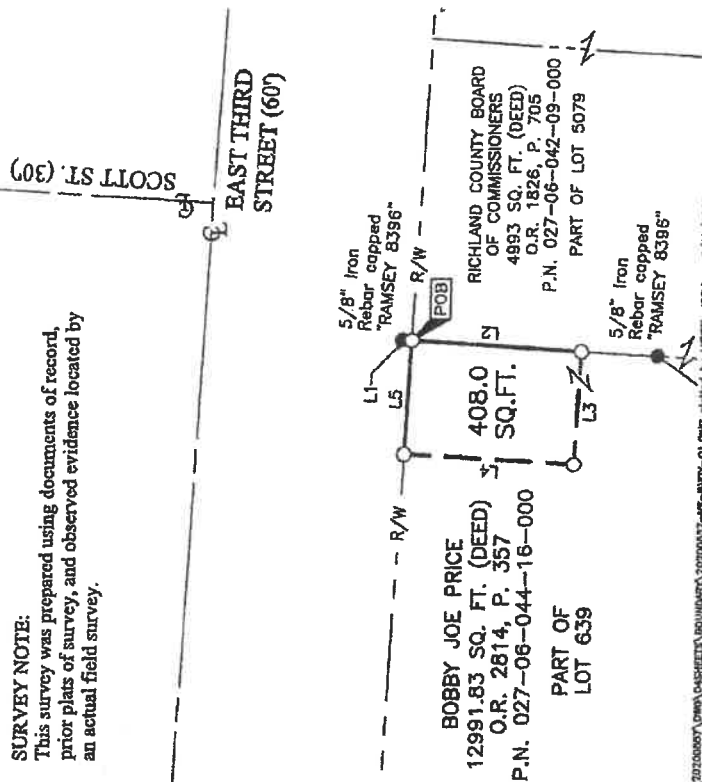 SURVEY NOTE:
This survey was prepared using documents of record,
prior plats of survey, and observed evidence located by
an actual field survey.
SCOTT ST. (30')
EAST THIRD
STREET (60')
5/8" Iron
Rebar capped
"RAMSEY 8396"
R/W
POB
L1
L5
L2
408.0
SQ.FT.
L4
L3
R/W
RICHLAND COUNTY BOARD
OF COMMISSIONERS
4993 SQ. FT. (DEED)
O.R. 1826, P. 705
P.N. 027-06-042-09-000
PART OF LOT 5079
5/8" Iron
Rebar capped
"RAMSEY 8396"
BOBBY JOE PRICE
12991.83 SQ. FT. (DEED)
O.R. 2814, P. 357
P.N. 027-06-044-16-000
PART OF
LOT 639